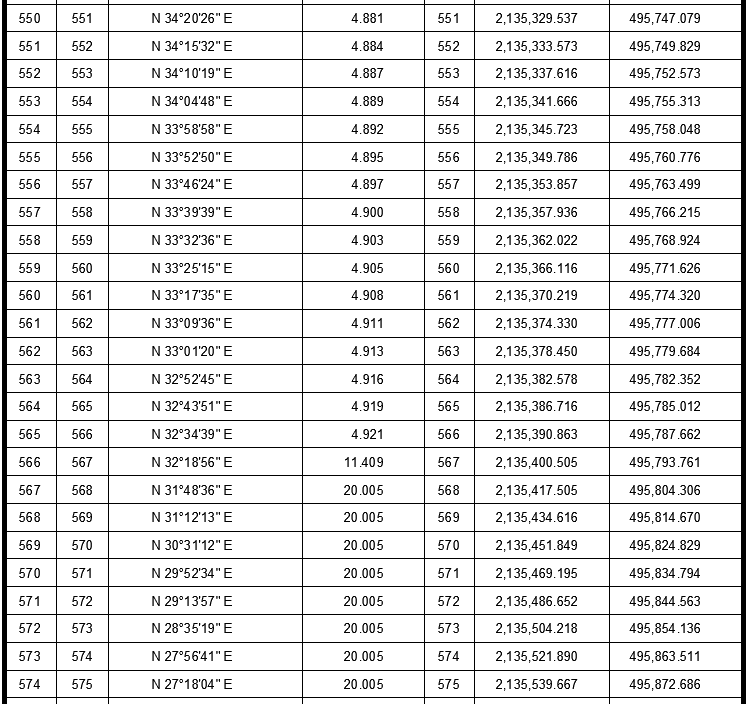 550 551 N 34°20'26" E 4.881 551 2,135,329.537 495,747.079
551 552 N 34°15'32" E 4.884 552 2,135,333.573 495,749.829
552 553 N 34°10'19" E 4.887 553 2,135,337.616 495,752.573
553 554 N 34°04'48" E 4.889 554 2,135,341.666 495,755.313
554 555 N 33°58'58" E 4.892 555 2,135,345.723 495,758.048
555 556 N 33°52'50" E 4.895 556 2,135,349.786 495,760.776
556 557 N 33°46'24" E 4.897 557 2,135,353.857 495,763.499
557 558 N 33°39'39" E 4.900 558 2,135,357.936 495,766.215
558 559 N 33°32'36" E 4.903 559 2,135,362.022 495,768.924
559 560 N 33°25'15" E 4.905 560 2,135,366.116 495,771.626
560 561 N 33°17'35" E 4.908 561 2,135,370.219 495,774.320
561 562 N 33°09'36" E 4.911 562 2,135,374.330 495,777.006
562 563 N 33°01'20" E 4.913 563 2,135,378.450 495,779.684
563 564 N 32°52'45" E 4.916 564 2,135,382.578 495,782.352
564 565 N 32°43'51" E 4.919 565 2,135,386.716 495,785.012
565 566 N 32°34'39" E 4.921 566 2,135,390.863 495,787.662
566 567 N 32°18'56" E 11.409 567 2,135,400.505 495,793.761
567 568 N 31°48'36" E 20.005 568 2,135,417.505 495,804.306
568 569 N 31°12'13" E 20.005 569 2,135,434.616 495,814.670
569 570 N 30°31'12" E 20.005 570 2,135,451.849 495,824.829
570 571 N 29°52'34" E 20.005 571 2,135,469.195 495,834.794
571 572 N 29°13'57" E 20.005 572 2,135,486.652 495,844.563
572 573 N 28°35'19" E 20.005 573 2,135,504.218 495,854.136
573 574 N 27°56'41" E 20.005 574 2,135,521.890 495,863.511
574 575 N 27°18'04" E 20.005 575 2,135,539.667 495,872.686